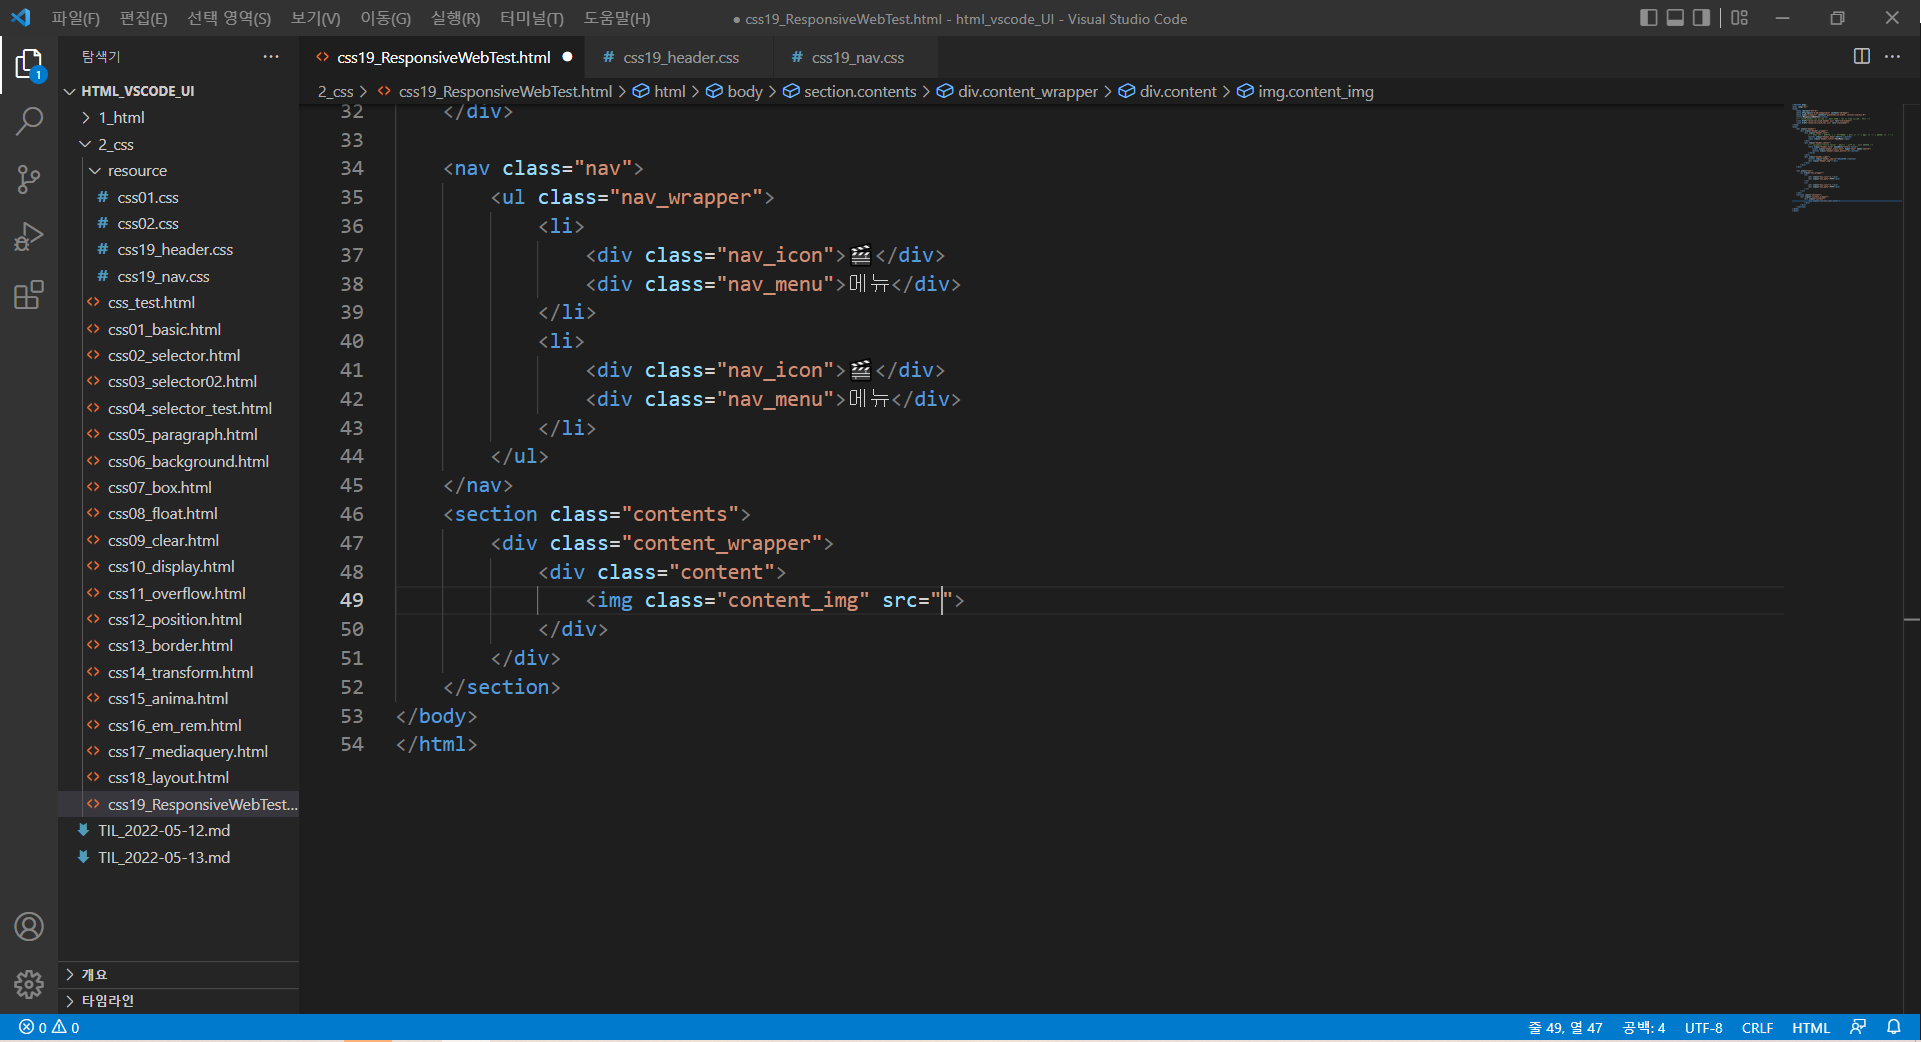 파일(F) 편집(E) 선택 영역(S) 보기(V) 이동(G) 실행(R) 터미널(T) 도움말(H)
● css19_ResponsiveWebTest.html - html_vscode_UI - Visual Studio Code
탐색기
1
HTML_VSCODE_UI
1_html
2_css
resource
# css01.css
# css02.css
# css19_header.css
# css19_nav.css
<> css_test.html
<> css01_basic.html
<> css02_selector.html
<> css03_selector02.html
<> css04_selector_test.html
<> css05_paragraph.html
<> css06_background.html
<> css07_box.html
<> css08_float.html
<> css09_clear.html
<> css10_display.html
<> css11_overflow.html
<> css12_position.html
<> css13_border.html
<> css14_transform.html
<> css15_anima.html
<> css16_em_rem.html
<> css17_mediaquery.html
<> css18_layout.html
<> css19_ResponsiveWebTest...
TIL_2022-05-12.md
TIL_2022-05-13.md
개요
타임라인
<> css19_ResponsiveWebTest.html ● # css19_header.css # css19_nav.css
2_css > <> css19_ResponsiveWebTest.html > html > body > section.contents > div.content_wrapper > div.content > img.content_img
32 </div>
33
34 <nav class="nav">
35 <ul class="nav_wrapper">
36 <li>
37 <div class="nav_icon">🎬</div>
38 <div class="nav_menu">메뉴</div>
39 </li>
40 <li>
41 <div class="nav_icon">🎬</div>
42 <div class="nav_menu">메뉴</div>
43 </li>
44 </ul>
45 </nav>
46 <section class="contents">
47 <div class="content_wrapper">
48 <div class="content">
49 <img class="content_img" src="">
50 </div>
51 </div>
52 </section>
53 </body>
54 </html>
0 0 줄 49, 열 47 공백: 4 UTF-8 CRLF HTML